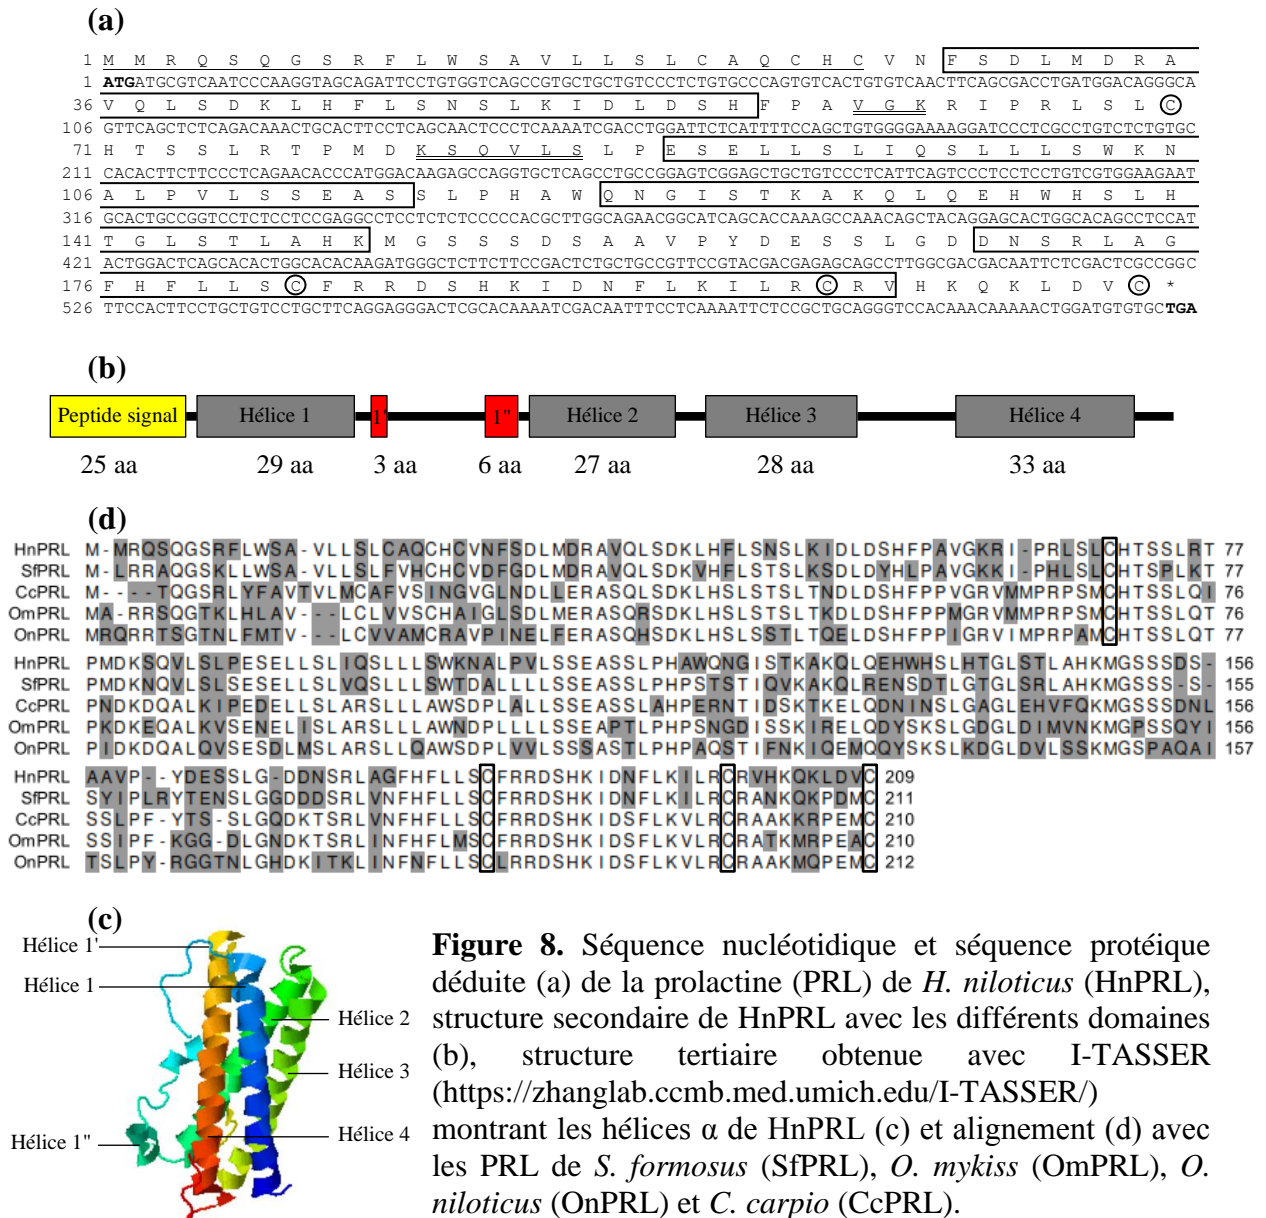 (a)
1 M M R Q S Q G S R F L W S A V L L S L C A Q C H C V N F S D L M D R A
1 ATGATGCGTCAATCCCAAGGTAGCAGATTCCTGTGGTCAGCCGTGCTGCTGTCCCTCTGTGCCCAGTGTCACTGTGTCAACTTCAGCGACCTGATGGACAGGGCA
36 V Q L S D K L H F L S N S L K I D L D S H F P A V G K R I P R L S L C
106 GTTCAGCTCTCAGACAAACTGCACTTCCTCAGCAACTCCCTCAAAATCGACCTGGATTCTCATTTTCCAGCTGTGGGGAAAAGGATCCCTCGCCTGTCTCTGTGC
71 H T S S L R T P M D K S Q V L S L P E S E L L S L I Q S L L L S W K N
211 CACACTTCTTCCCTCAGAACACCCATGGACAAGAGCCAGGTGCTCAGCCTGCCGGAGTCGGAGCTGCTGTCCCTCATTCAGTCCCTCCTCCTGTCGTGGAAGAAT
106 A L P V L S S E A S S L P H A W Q N G I S T K A K Q L Q E H W H S L H
316 GCACTGCCGGTCCTCTCCTCCGAGGCCTCCTCTCTCCCCCACGCTTGGCAGAACGGCATCAGCACCAAAGCCAAACAGCTACAGGAGCACTGGCACAGCCTCCAT
141 T G L S T L A H K M G S S S D S A A V P Y D E S S L G D D N S R L A G
421 ACTGGACTCAGCACACTGGCACACAAGATGGGCTCTTCTTCCGACTCTGCTGCCGTTCCGTACGACGAGAGCAGCCTTGGCGACGACAATTCTCGACTCGCCGGC
176 F H F L L S C F R R D S H K I D N F L K I L R C R V H K Q K L D V C *
526 TTCCACTTCCTGCTGTCCTGCTTCAGGAGGGACTCGCACAAAATCGACAATTTCCTCAAAATTCTCCGCTGCAGGGTCCACAAACAAAAACTGGATGTGTGCTGA
(b)
Peptide signal Hélice 1 1' 1" Hélice 2 Hélice 3 Hélice 4
25 aa 29 aa 3 aa 6 aa 27 aa 28 aa 33 aa
(d)
HnPRL M-MRQSQGSRFLWSA-VLLSLCAQCHCVNFSDLMDRAVQLSDKLHFLSNSLKIDLDSHFPAVGKRI-PRLSLCHTSSLRT 77
SfPRL M-LRRAQGSKLLWSA-VLLSLFVHCHCVDFGDLMDRAVQLSDKVHFLSTSLKSDLDYHLPAVGKKI-PHLSLCHTSPLKT 77
CcPRL M---TQGSRLYFAVTVLMCAFVSINGVGLNDLLERASQLSDKLHSLSTSLTNDLDSHFPPVGRVMMPRPSMCHTSSLQI 76
OmPRL MA-RRSQGTKLHLAV---LCLVVSCHAIGLSDLMERASQRSDKLHSLSTSLTKDLDSHFPPMGRVMMPRPSMCHTSSLQT 76
OnPRL MRQRRTSGTNLFMTV---LCVVAMCRAVPINELFERASQHSDKLHSLSSTLTQELDSHFPPIGRVIMPRPAMCHTSSLQT 77
HnPRL PMDKSQVLSLPESELLSLIQSLLLSWKNALPVLSSEASSLPHAWQNGISTKAKQLQEHWHSLHTGLSTLAHKMGSSSDS- 156
SfPRL PMDKNQVLSLSESELLSLVQSLLLSWTDALLLLSSEASSLPHPSTSTIQVKAKQLRENSDTLGTGLSRLAHKMGSSS-S- 155
CcPRL PNDKDQALKIPEDELLSLARSLLLAWSDPLALLSSEASSLAHPERNTIDSKTKELQDNINSLGAGLEHVFQKMGSSSDNL 156
OmPRL PKDKEQALKVSENELISLARSLLLAWNDPLLLLSSEAPTLPHPSNGDISSKIRELQDYSKSLGDGLDIMVNKMGPSSQYI 156
OnPRL PIDKDQALQVSESDLMSLARSLLQAWSDPLVVLSSSASTLPHPAQSTIFNKIQEMQQYSKSLKDGLDVLSSKMGSPAQAI 157
HnPRL AAVP--YDESSLG-DDNSRLAGFHFLLSCFRRDSHKIDNFLKILRCRVHKQKLDVC 209
SfPRL SYIPLRYTENSLGGDDDSRLVNFHFLLSCFRRDSHKIDNFLKILRCRANKQKPDMC 211
CcPRL SSLPF-YTS-SLGQDKTSRLVNFHFLLSCFRRDSHKIDSFLKVLRCRAAKKRPEMC 210
OmPRL SSIPF-KGG-DLGNDKTSRLINFHFLMSCFRRDSHKIDSFLKVLRCRATKMRPEAC 210
OnPRL TSLPY-RGGTNLGHDKITKLINFNFLLSCLRRDSHKIDSFLKVLRCRAAKMQPEMC 212
(c)
Hélice 1'
Hélice 1
Hélice 2
Hélice 3
Hélice 4
Hélice 1"
Figure 8. Séquence nucléotidique et séquence protéique
déduite (a) de la prolactine (PRL) de H. niloticus (HnPRL),
structure secondaire de HnPRL avec les différents domaines
(b), structure tertiaire obtenue avec I-TASSER
(https://zhanglab.ccmb.med.umich.edu/I-TASSER/)
montrant les hélices α de HnPRL (c) et alignement (d) avec
les PRL de S. formosus (SfPRL), O. mykiss (OmPRL), O.
niloticus (OnPRL) et C. carpio (CcPRL).